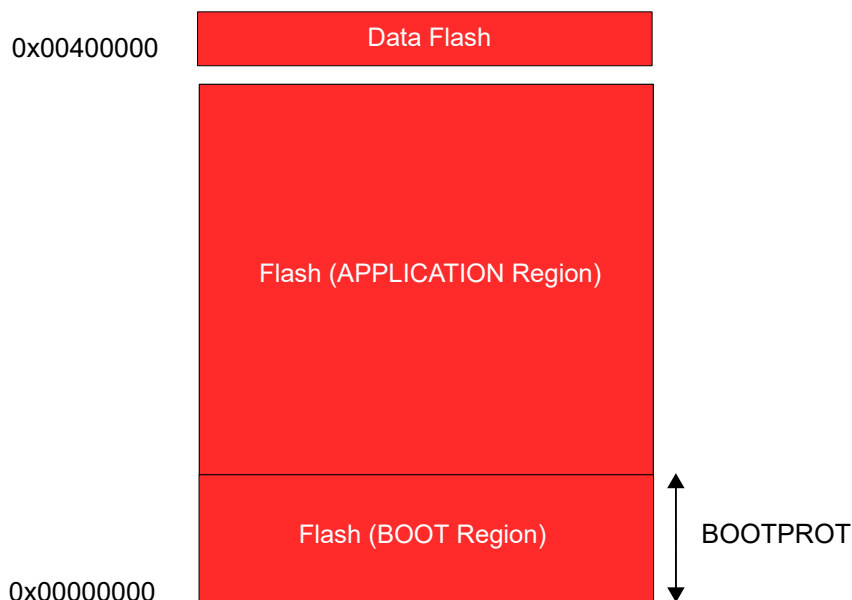 Data Flash
0x00400000
Flash (APPLICATION Region)
Flash (BOOT Region)
BOOTPROT
0x00000000